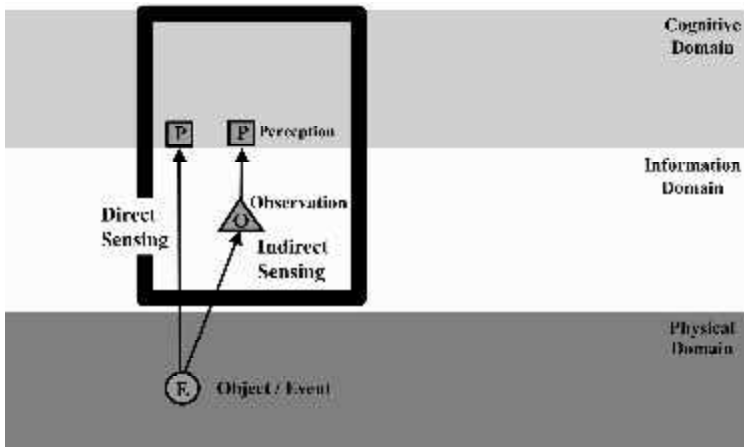 Cognitive
Domain
P
P
Perception
Information
Domain
Observation
O
Direct
Sensing
Indirect
Sensing
Physical
Domain
E
Object / Event